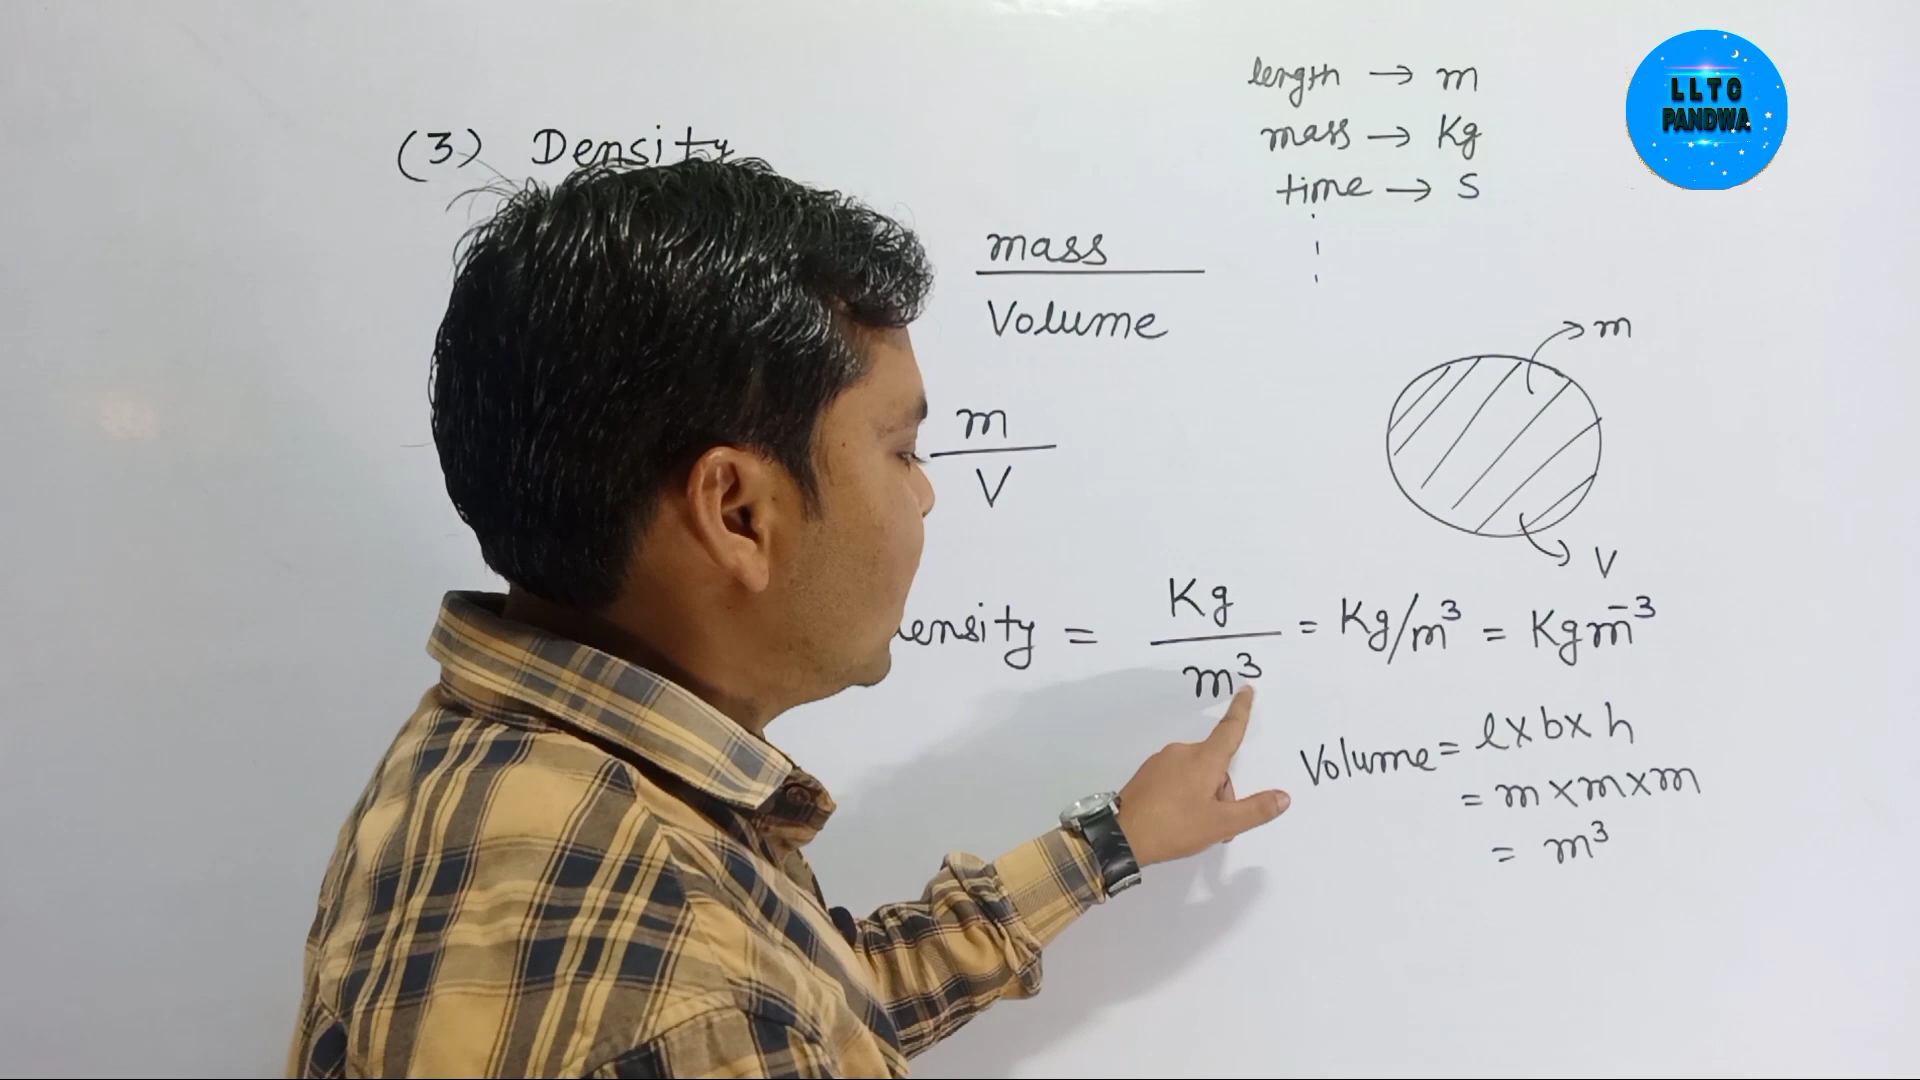 LLTC
PANDWA
length → m
mass → Kg
time → S
(3) Density
mass
Volume
m
V
m
V
ensity = Kg/m³ = Kg/m³ = Kgm⁻³
Volume = l×b×h
= m×m×m
= m³